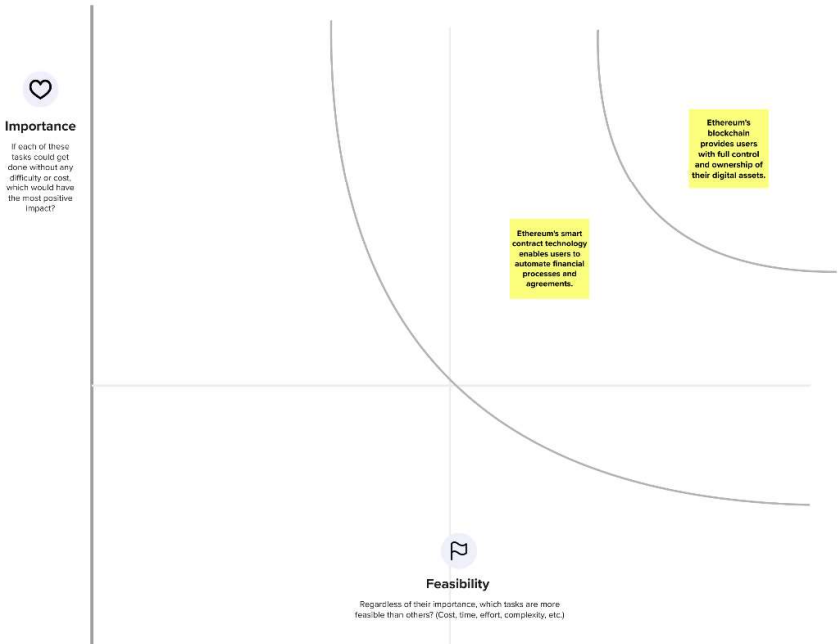 Importance
If each of these
tasks could get
done without any
difficulty or cost,
which would have
the most positive
impact?
Ethereum's
blockchain
provides users
with full control
and ownership of
their digital assets.
Ethereum's smart
contract technology
enables users to
automate financial
processes and
agreements.
Feasibility
Regardless of their importance, which tasks are more
feasible than others? (Cost, time, effort, complexity, etc.)